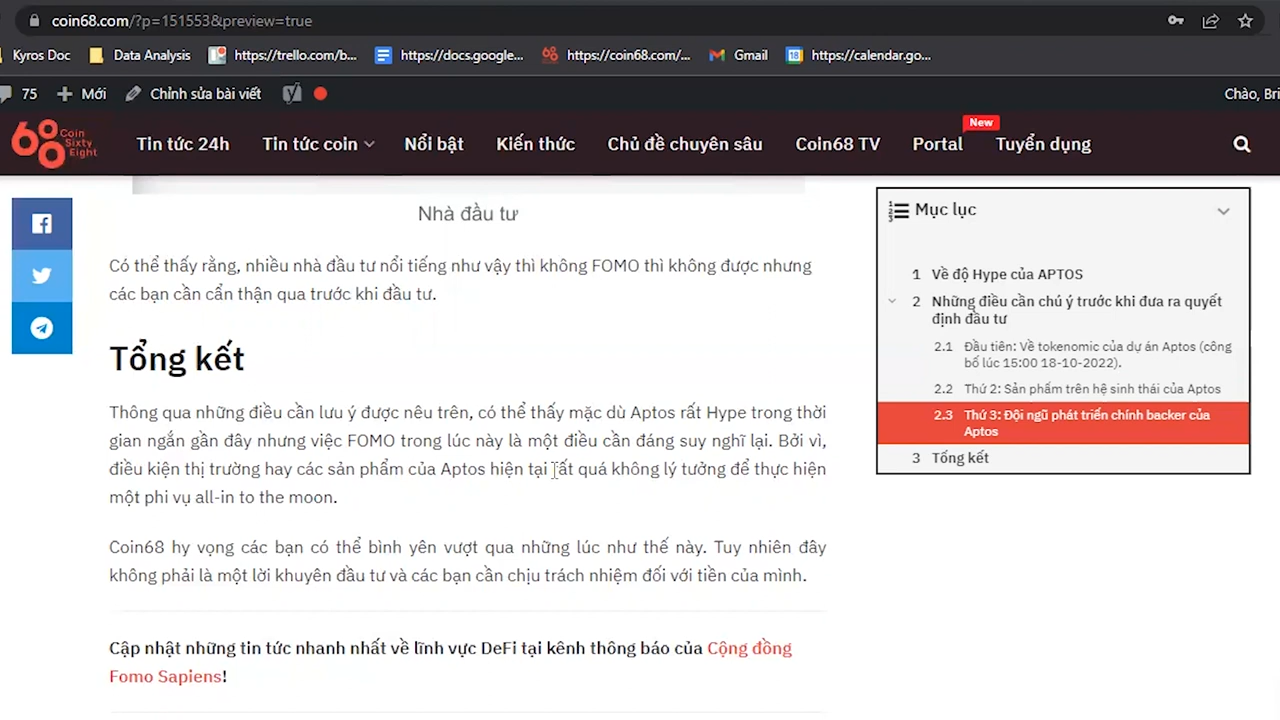 coin68.com/?p=151553&preview=true
Kyros Doc Data Analysis https://trello.com/b... https://docs.google... https://coin68.com/... Gmail 18 https://calendar.go...
75 Mới Chỉnh sửa bài viết Chào, Bri
68 Coin Sixty Eight
Tin tức 24h Tin tức coin Nổi bật Kiến thức Chủ đề chuyên sâu Coin68 TV Portal New Tuyển dụng
Nhà đầu tư
Có thể thấy rằng, nhiều nhà đầu tư nổi tiếng như vậy thì không FOMO thì không được nhưng
các bạn cần cẩn thận qua trước khi đầu tư.
Tổng kết
Thông qua những điều cần lưu ý được nêu trên, có thể thấy mặc dù Aptos rất Hype trong thời
gian ngắn gần đây nhưng việc FOMO trong lúc này là một điều cần đáng suy nghĩ lại. Bởi vì,
điều kiện thị trường hay các sản phẩm của Aptos hiện tại rất quá không lý tưởng để thực hiện
một phi vụ all-in to the moon.
Coin68 hy vọng các bạn có thể bình yên vượt qua những lúc như thế này. Tuy nhiên đây
không phải là một lời khuyên đầu tư và các bạn cần chịu trách nhiệm đối với tiền của mình.
Cập nhật những tin tức nhanh nhất về lĩnh vực DeFi tại kênh thông báo của Cộng đồng
Fomo Sapiens!
Mục lục
1 Về độ Hype của APTOS
2 Những điều cần chú ý trước khi đưa ra quyết
định đầu tư
2.1 Đầu tiên: Về tokenomic của dự án Aptos (công
bố lúc 15:00 18-10-2022).
2.2 Thứ 2: Sản phẩm trên hệ sinh thái của Aptos
2.3 Thứ 3: Đội ngũ phát triển chính backer của
Aptos
3 Tổng kết